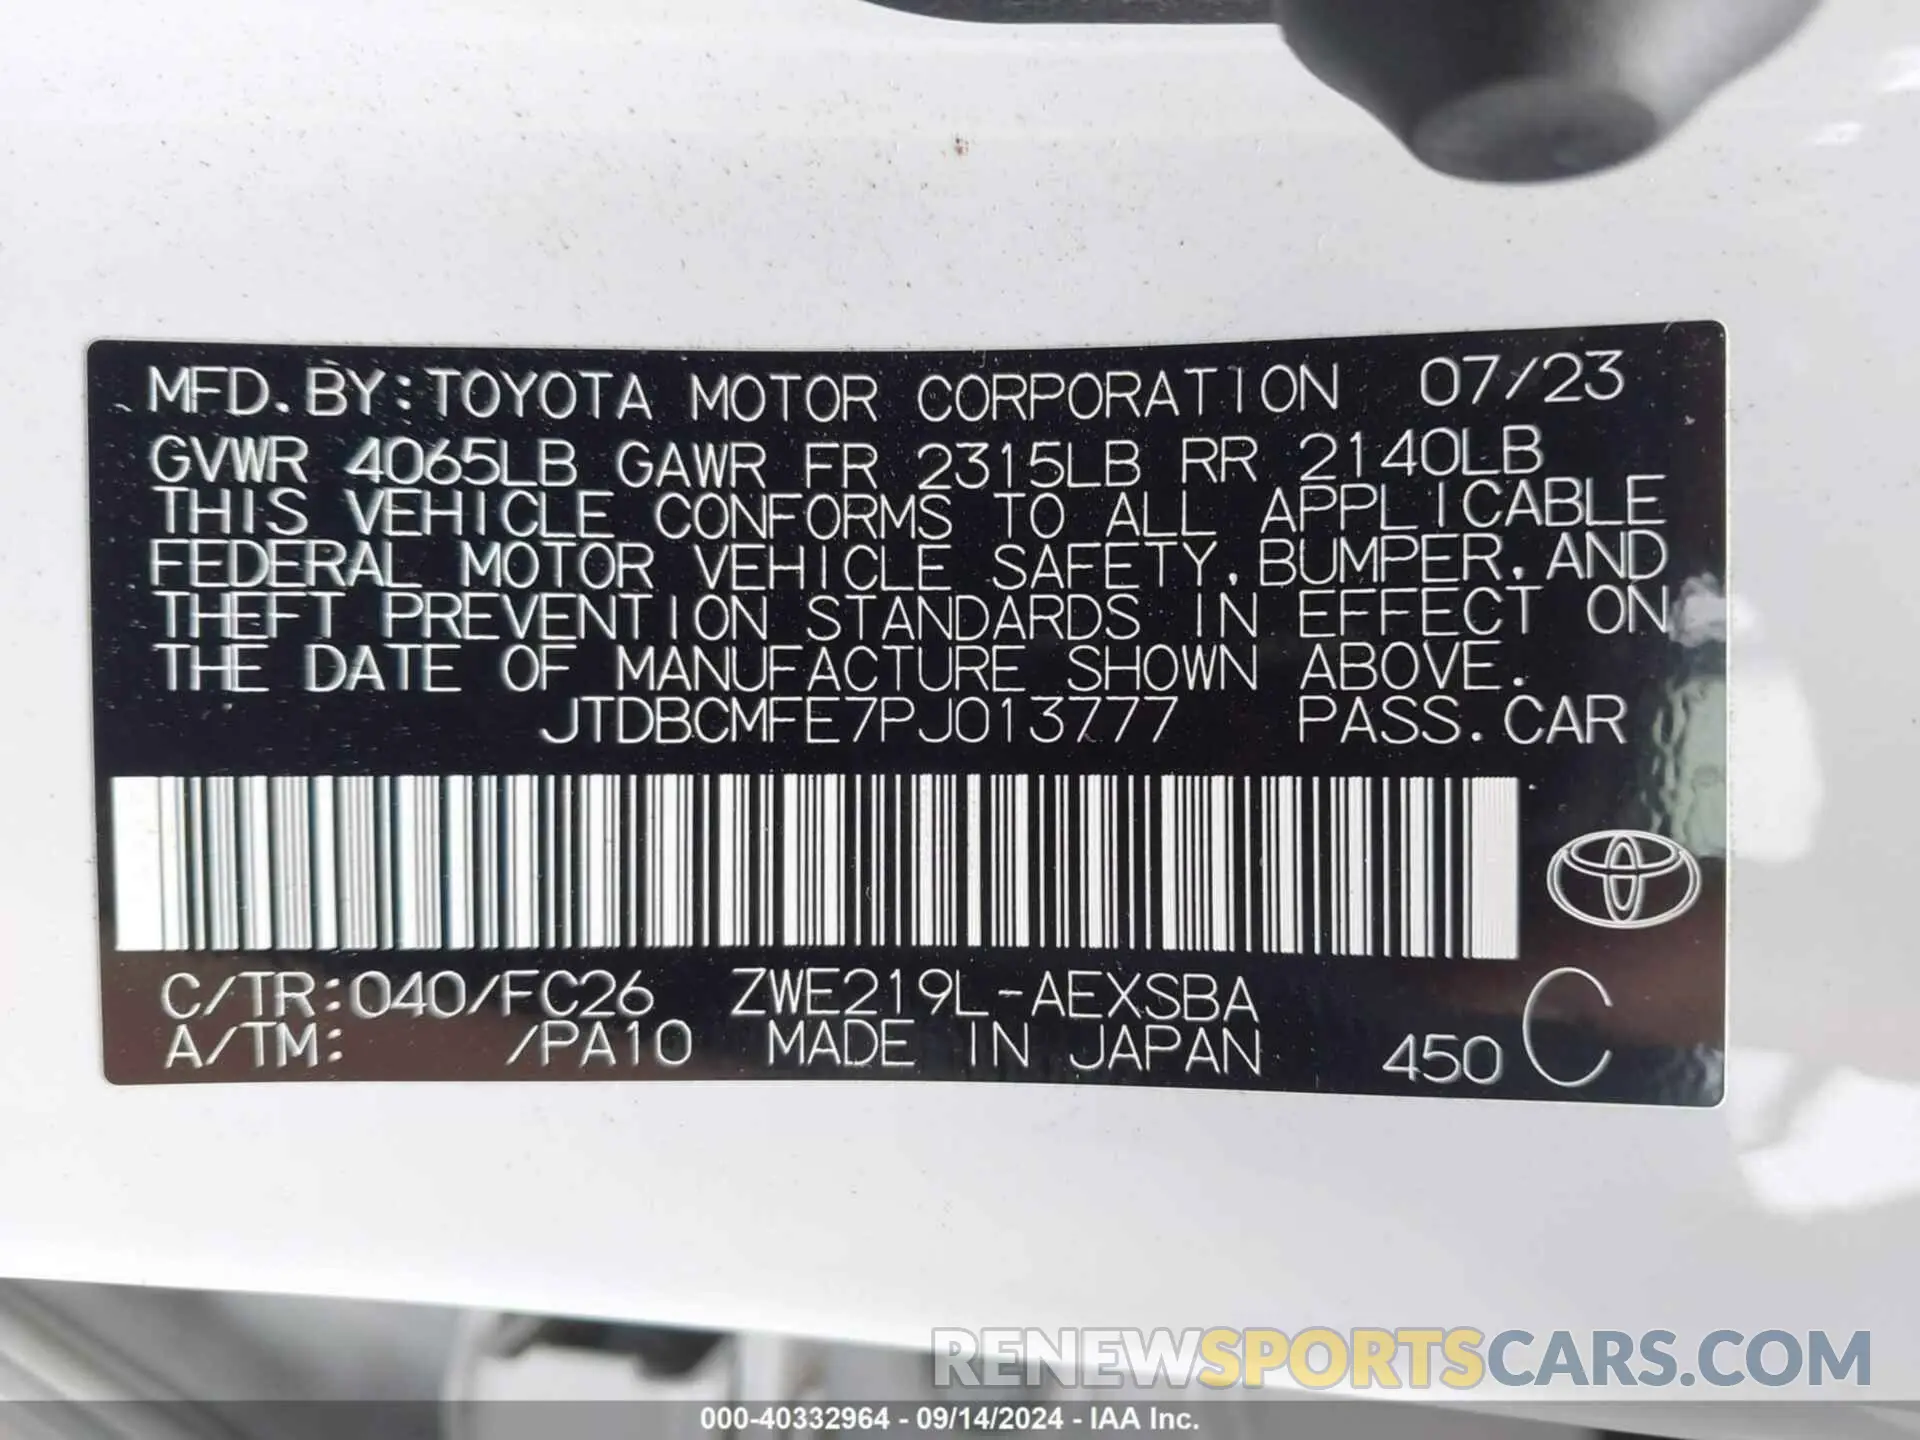 MFD. BY: TOYOTA MOTOR CORPORATION 07/23
GVWR 4065LB GAWR FR 2315LB RR 2140LB
THIS VEHICLE CONFORMS TO ALL APPLICABLE
FEDERAL MOTOR VEHICLE SAFETY, BUMPER, AND
THEFT PREVENTION STANDARDS IN EFFECT ON
THE DATE OF MANUFACTURE SHOWN ABOVE.
JTDBCMFE7PJ013777 PASS. CAR
C/TR: 040/FC26 ZWE219L-AEXSBA
A/TM: /PA10 MADE IN JAPAN 450 C
RENEWSPORTSCARS.COM
000-40332964 - 09/14/2024 - IAA Inc.